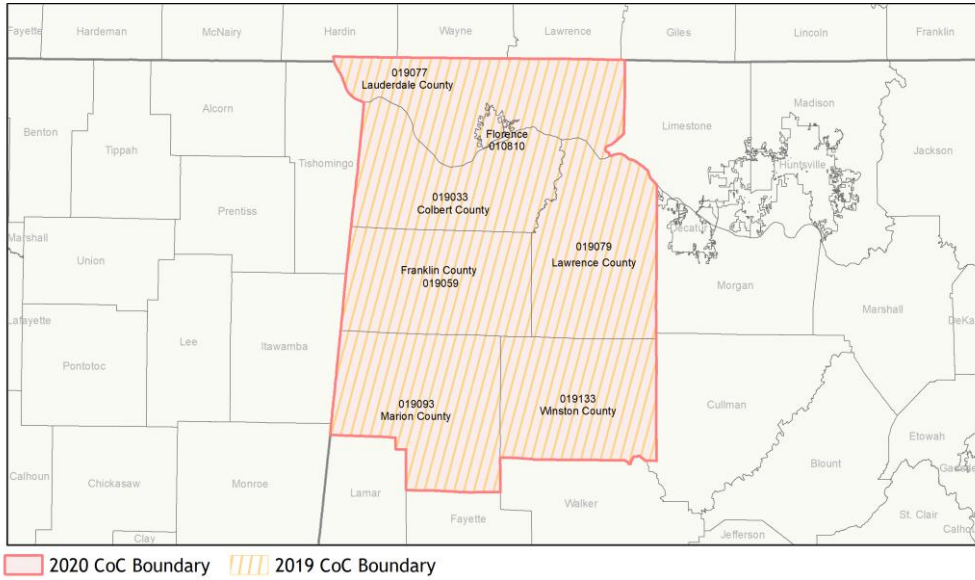 Fayette
Hardeman
McNairy
Hardin
Wayne
Lawrence
Giles
Lincoln
Franklin
019077
Lauderdale County
Alcorn
Madison
Benton
Tippah
Tishomingo
Florence
010810
Limestone
Huntsville
Jackson
Prentiss
019033
Colbert County
Decatur
Marshall
Union
Franklin County
019059
019079
Lawrence County
Morgan
Marshall
DeKa
Lafayette
Lee
Itawamba
Pontotoc
019093
Marion County
019133
Winston County
Cullman
Etowah
Blount
Calhoun
Chickasaw
Monroe
Lamar
Fayette
Walker
St. Clair
Clay
Jefferson
Calhou
2020 CoC Boundary
2019 CoC Boundary